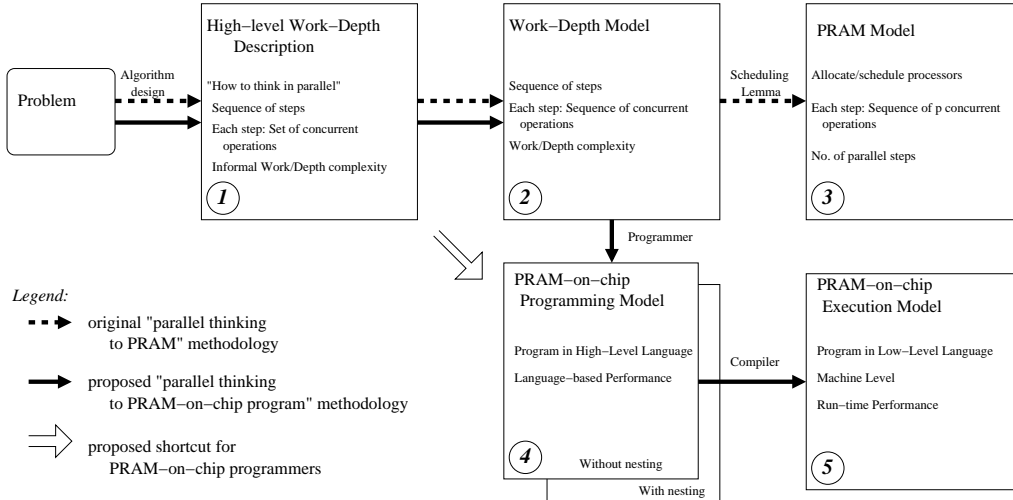 Problem
Algorithm
design
High−level Work−Depth
Description
"How to think in parallel"
Sequence of steps
Each step: Set of concurrent
operations
Informal Work/Depth complexity
1
Work−Depth Model
Sequence of steps
Each step: Sequence of concurrent
operations
Work/Depth complexity
2
Scheduling
Lemma
PRAM Model
Allocate/schedule processors
Each step: Sequence of p concurrent
operations
No. of parallel steps
3
Programmer
Legend:
original "parallel thinking
to PRAM" methodology
proposed "parallel thinking
to PRAM−on−chip program" methodology
proposed shortcut for
PRAM−on−chip programmers
PRAM−on−chip
Programming Model
Program in High−Level Language
Language−based Performance
4
Without nesting
With nesting
Compiler
PRAM−on−chip
Execution Model
Program in Low−Level Language
Machine Level
Run−time Performance
5